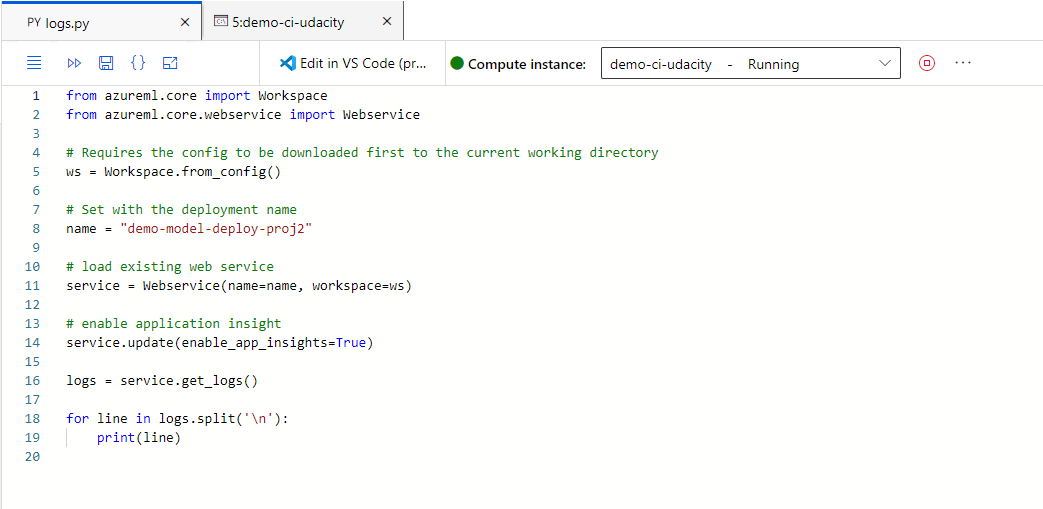 PY logs.py
5:demo-ci-udacity
Edit in VS Code (pr...
Compute instance:
demo-ci-udacity - Running
1 from azureml.core import Workspace
2 from azureml.core.webservice import Webservice
3
4 # Requires the config to be downloaded first to the current working directory
5 ws = Workspace.from_config()
6
7 # Set with the deployment name
8 name = "demo-model-deploy-proj2"
9
10 # load existing web service
11 service = Webservice(name=name, workspace=ws)
12
13 # enable application insight
14 service.update(enable_app_insights=True)
15
16 logs = service.get_logs()
17
18 for line in logs.split('\n'):
19     print(line)
20